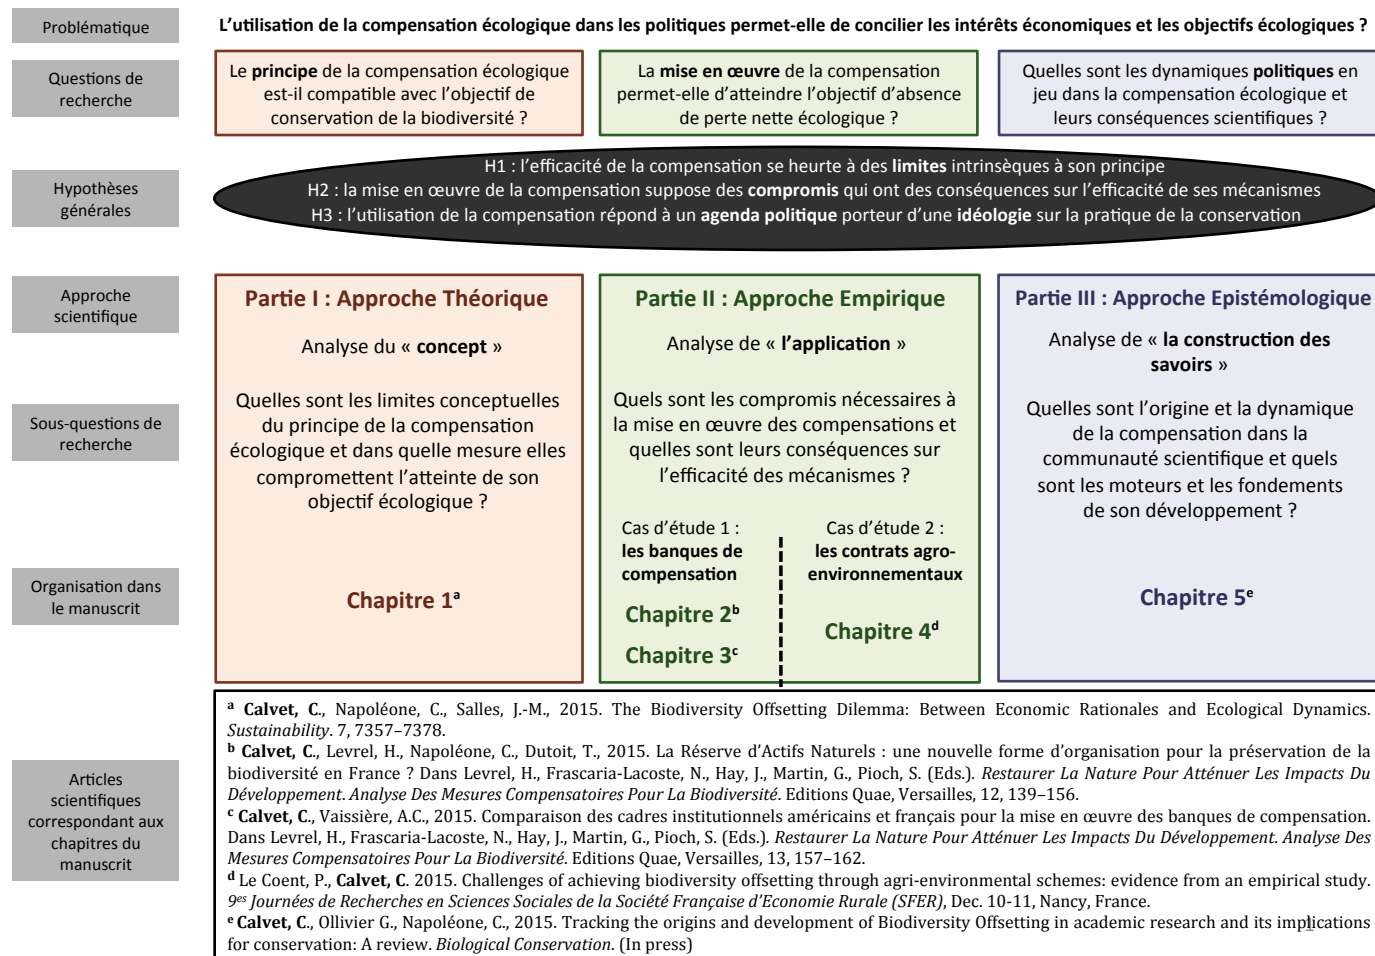 Problématique
L'utilisation de la compensation écologique dans les politiques permet-elle de concilier les intérêts économiques et les objectifs écologiques ?
Questions de
recherche
Le principe de la compensation écologique
est-il compatible avec l'objectif de
conservation de la biodiversité ?
La mise en œuvre de la compensation
permet-elle d'atteindre l'objectif d'absence
de perte nette écologique ?
Quelles sont les dynamiques politiques en
jeu dans la compensation écologique et
leurs conséquences scientifiques ?
Hypothèses
générales
H1 : l'efficacité de la compensation se heurte à des limites intrinsèques à son principe
H2 : la mise en œuvre de la compensation suppose des compromis qui ont des conséquences sur l'efficacité de ses mécanismes
H3 : l'utilisation de la compensation répond à un agenda politique porteur d'une idéologie sur la pratique de la conservation
Approche
scientifique
Partie I : Approche Théorique
Analyse du « concept »
Partie II : Approche Empirique
Analyse de « l'application »
Partie III : Approche Epistémologique
Analyse de « la construction des
savoirs »
Sous-questions de
recherche
Quelles sont les limites conceptuelles
du principe de la compensation
écologique et dans quelle mesure elles
compromettent l'atteinte de son
objectif écologique ?
Quels sont les compromis nécessaires à
la mise en œuvre des compensations et
quelles sont leurs conséquences sur
l'efficacité des mécanismes ?
Quelles sont l'origine et la dynamique
de la compensation dans la
communauté scientifique et quels
sont les moteurs et les fondements
de son développement ?
Cas d'étude 1 :
les banques de
compensation
Cas d'étude 2 :
les contrats agro-
environnementaux
Organisation dans
le manuscrit
Chapitre 1a
Chapitre 2b
Chapitre 3c
Chapitre 4d
Chapitre 5e
Articles
scientifiques
correspondant aux
chapitres du
manuscrit
a Calvet, C., Napoléone, C., Salles, J.-M., 2015. The Biodiversity Offsetting Dilemma: Between Economic Rationales and Ecological Dynamics.
Sustainability. 7, 7357–7378.
b Calvet, C., Levrel, H., Napoléone, C., Dutoit, T., 2015. La Réserve d'Actifs Naturels : une nouvelle forme d'organisation pour la préservation de la
biodiversité en France ? Dans Levrel, H., Frascaria-Lacoste, N., Hay, J., Martin, G., Pioch, S. (Eds.). Restaurer La Nature Pour Atténuer Les Impacts Du
Développement. Analyse Des Mesures Compensatoires Pour La Biodiversité. Editions Quae, Versailles, 12, 139–156.
c Calvet, C., Vaissière, A.C., 2015. Comparaison des cadres institutionnels américains et français pour la mise en œuvre des banques de compensation.
Dans Levrel, H., Frascaria-Lacoste, N., Hay, J., Martin, G., Pioch, S. (Eds.). Restaurer La Nature Pour Atténuer Les Impacts Du Développement. Analyse Des
Mesures Compensatoires Pour La Biodiversité. Editions Quae, Versailles, 13, 157–162.
d Le Coent, P., Calvet, C. 2015. Challenges of achieving biodiversity offsetting through agri-environmental schemes: evidence from an empirical study.
9es Journées de Recherches en Sciences Sociales de la Société Française d'Economie Rurale (SFER), Dec. 10-11, Nancy, France.
e Calvet, C., Ollivier G., Napoléone, C., 2015. Tracking the origins and development of Biodiversity Offsetting in academic research and its implications
for conservation: A review. Biological Conservation. (In press)
1